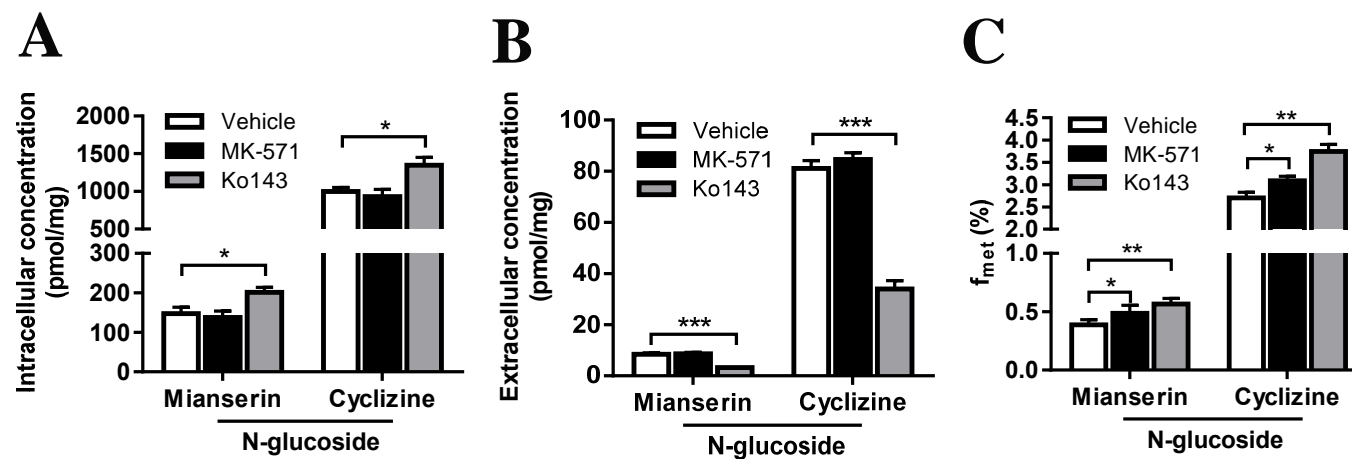 A
Intracellular concentration
(pmol/mg)
2000
1500
1000
500
300
200
100
0
Vehicle
MK-571
Ko143
*
*
Mianserin
Cyclizine
N-glucoside
B
Extracellular concentration
(pmol/mg)
100
80
60
40
20
0
Vehicle
MK-571
Ko143
***
***
Mianserin
Cyclizine
N-glucoside
C
fmet (%)
4.5
4.0
3.5
3.0
2.5
2.0
1.0
0.5
0.0
Vehicle
MK-571
Ko143
**
*
**
*
Mianserin
Cyclizine
N-glucoside